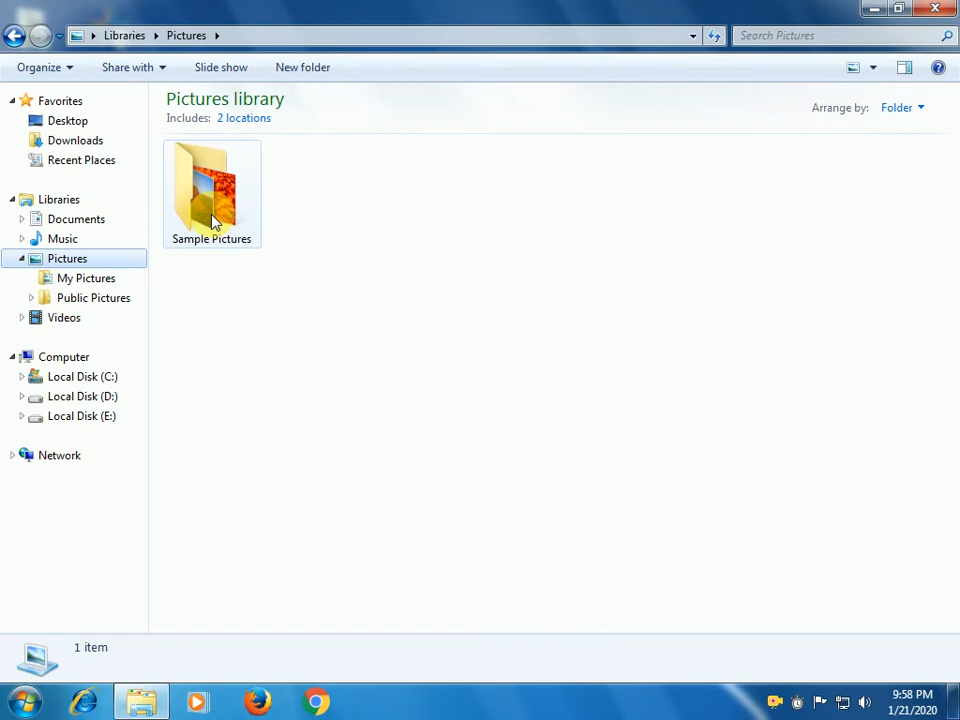 Libraries Pictures
Search Pictures
Organize Share with Slide show New folder
Favorites
Desktop
Downloads
Recent Places
Libraries
Documents
Music
Pictures
My Pictures
Public Pictures
Videos
Computer
Local Disk (C:)
Local Disk (D:)
Local Disk (E:)
Network
Pictures library
Includes: 2 locations
Arrange by: Folder
Sample Pictures
1 item
9:58 PM
1/21/2020